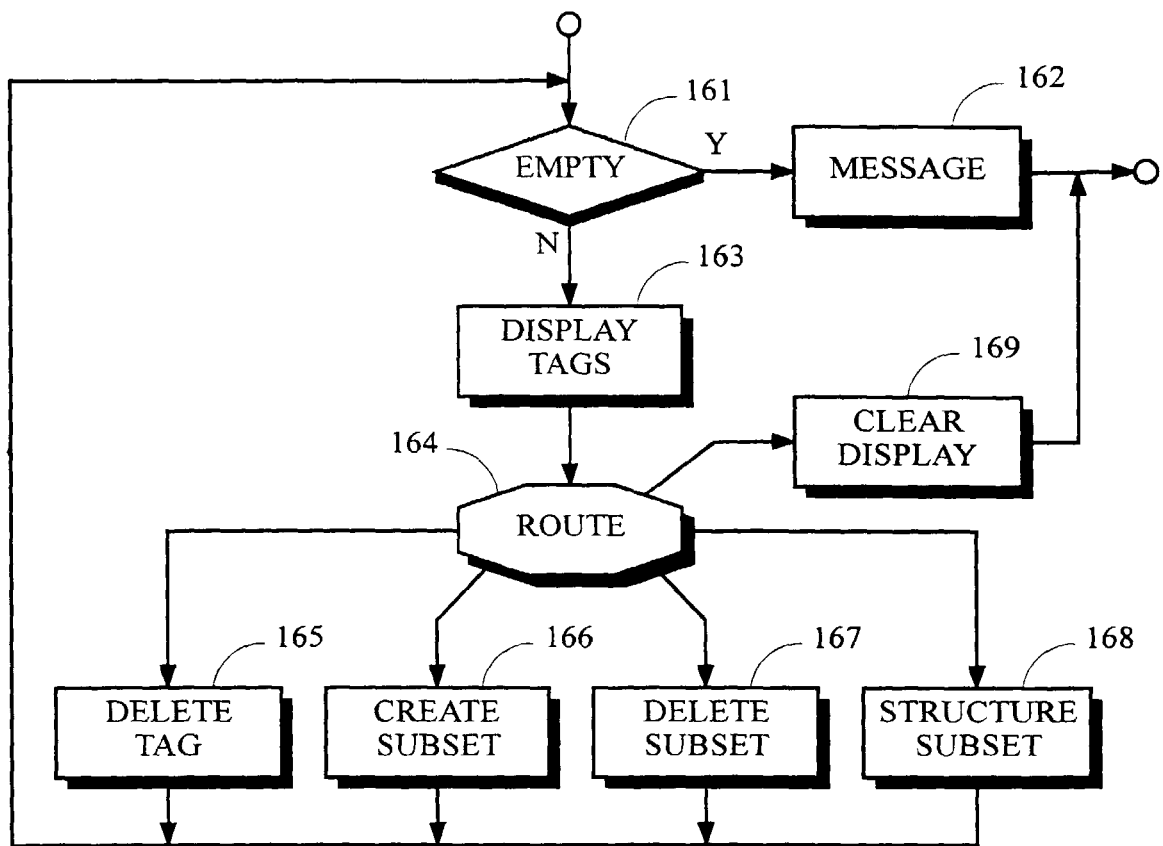 161
162
EMPTY
Y
MESSAGE
N
163
DISPLAY
TAGS
169
CLEAR
DISPLAY
164
ROUTE
165
166
167
168
DELETE
TAG
CREATE
SUBSET
DELETE
SUBSET
STRUCTURE
SUBSET